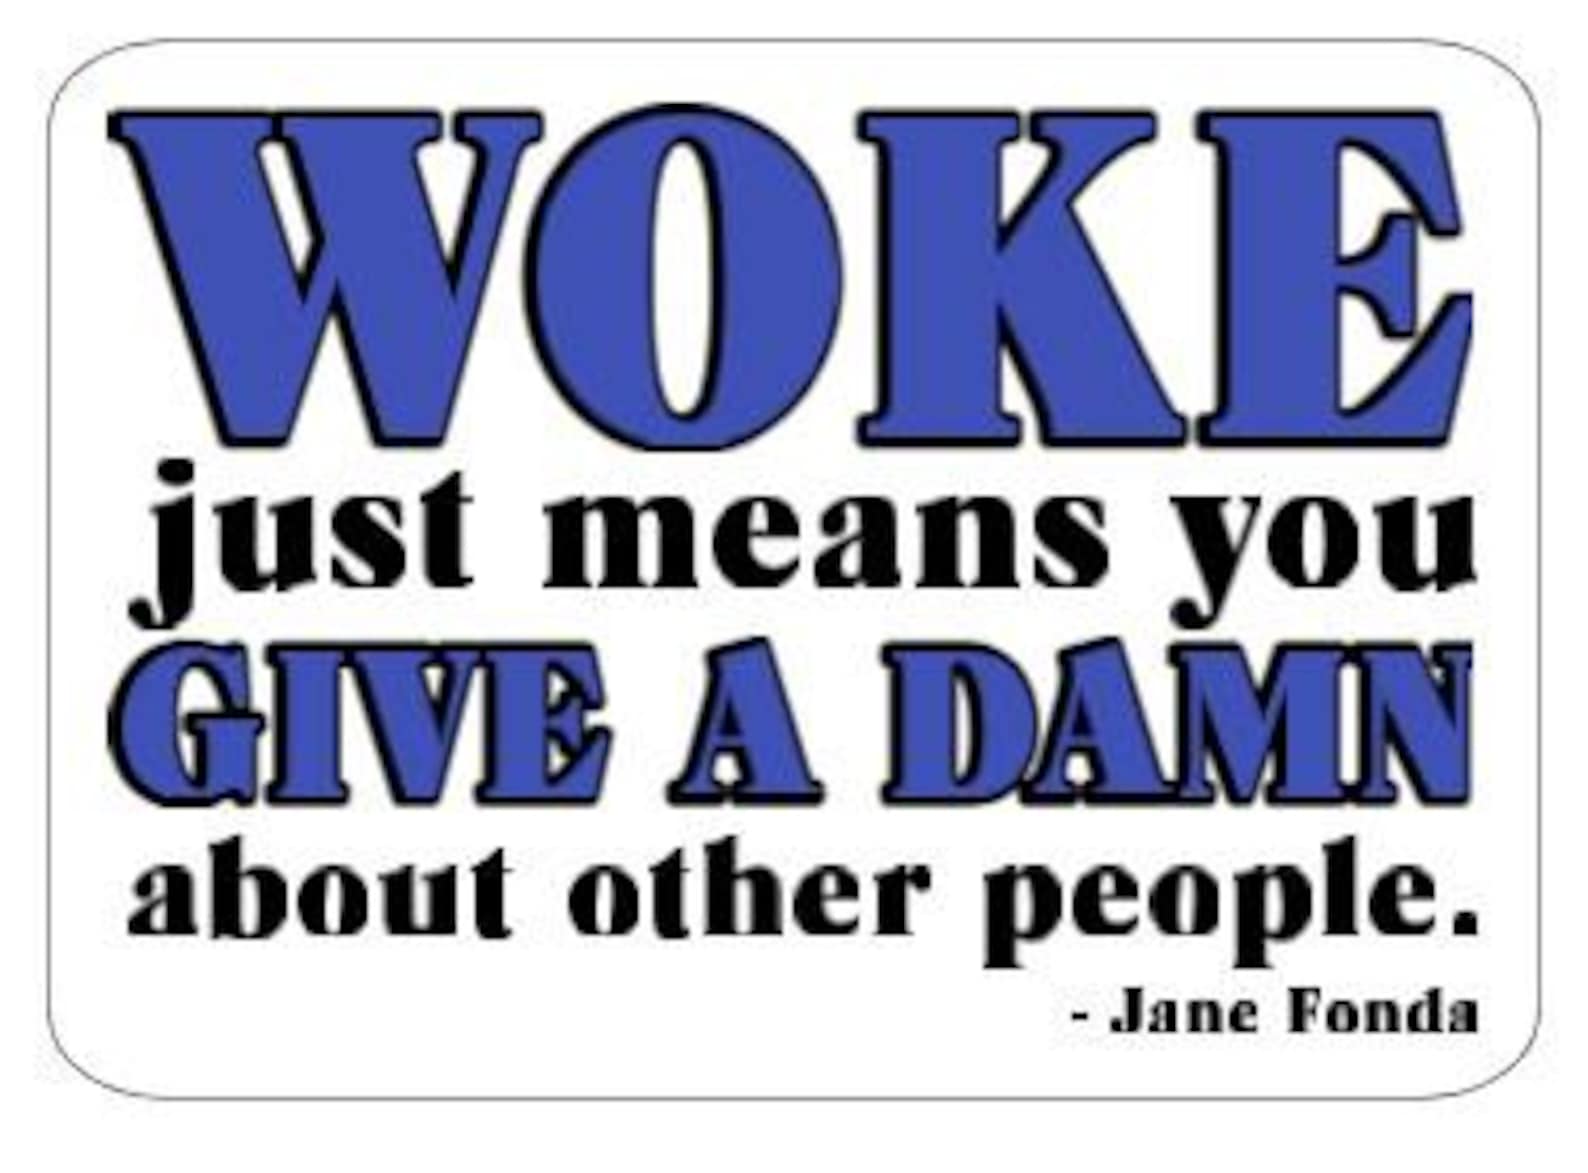 WOKE
just means you
GIVE A DAMN
about other people.
- Jane Fonda